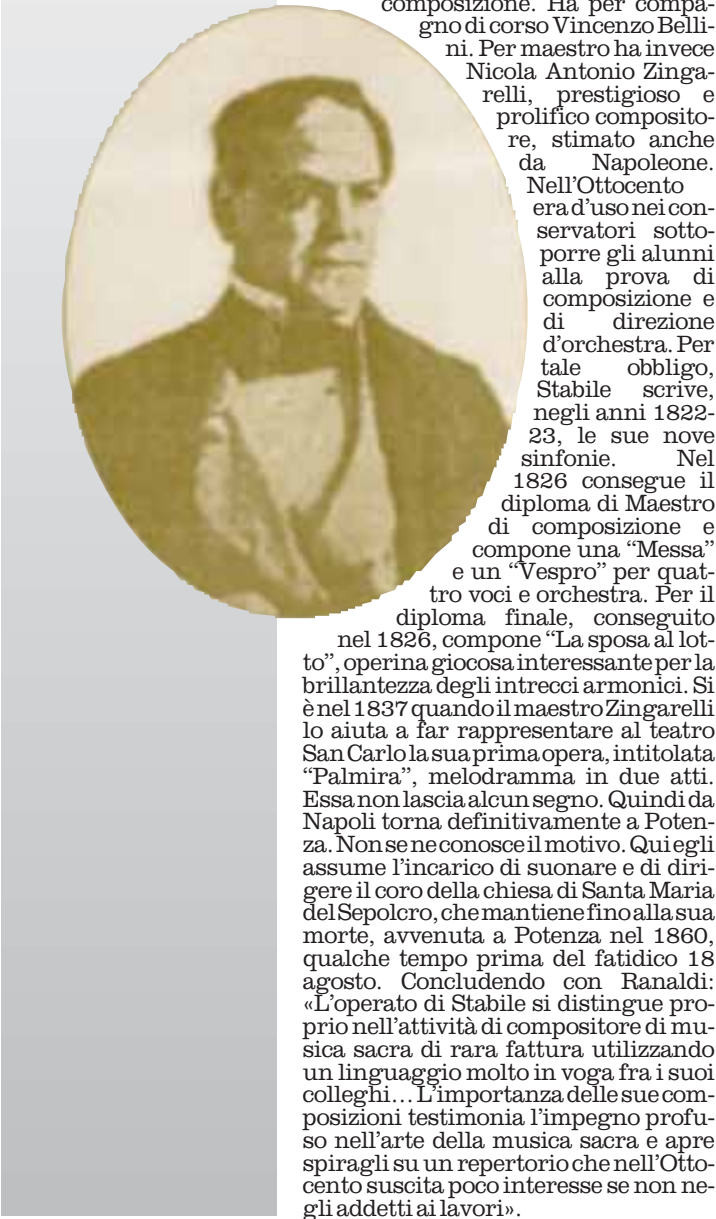 composizione. Ha per compa-
gno di corso Vincenzo Belli-
ni. Per maestro ha invece
Nicola Antonio Zinga-
relli, prestigioso e
prolifico composito-
re, stimato anche
da Napoleone.
Nell’Ottocento
era d’uso nei con-
servatori sotto-
porre gli alunni
alla prova di
composizione e
di direzione
d’orchestra. Per
tale obbligo,
Stabile scrive,
negli anni 1822-
23, le sue nove
sinfonie. Nel
1826 consegue il
diploma di Maestro
di composizione e
compone una “Messa”
e un “Vespro” per quat-
tro voci e orchestra. Per il
diploma finale, conseguito
nel 1826, compone “La sposa al lot-
to”, operina giocosa interessante per la
brillantezza degli intrecci armonici. Si
è nel 1837 quando il maestro Zingarelli
lo aiuta a far rappresentare al teatro
San Carlo la sua prima opera, intitolata
“Palmira”, melodramma in due atti.
Essa non lascia alcun segno. Quindi da
Napoli torna definitivamente a Poten-
za. Non se ne conosce il motivo. Qui egli
assume l’incarico di suonare e di diri-
gere il coro della chiesa di Santa Maria
del Sepolcro, che mantiene fino alla sua
morte, avvenuta a Potenza nel 1860,
qualche tempo prima del fatidico 18
agosto. Concludendo con Ranaldi:
«L’operato di Stabile si distingue pro-
prio nell’attività di compositore di mu-
sica sacra di rara fattura utilizzando
un linguaggio molto in voga fra i suoi
colleghi… L’importanza delle sue com-
posizioni testimonia l’impegno profu-
so nell’arte della musica sacra e apre
spiragli su un repertorio che nell’Otto-
cento suscita poco interesse se non ne-
gli addetti ai lavori».